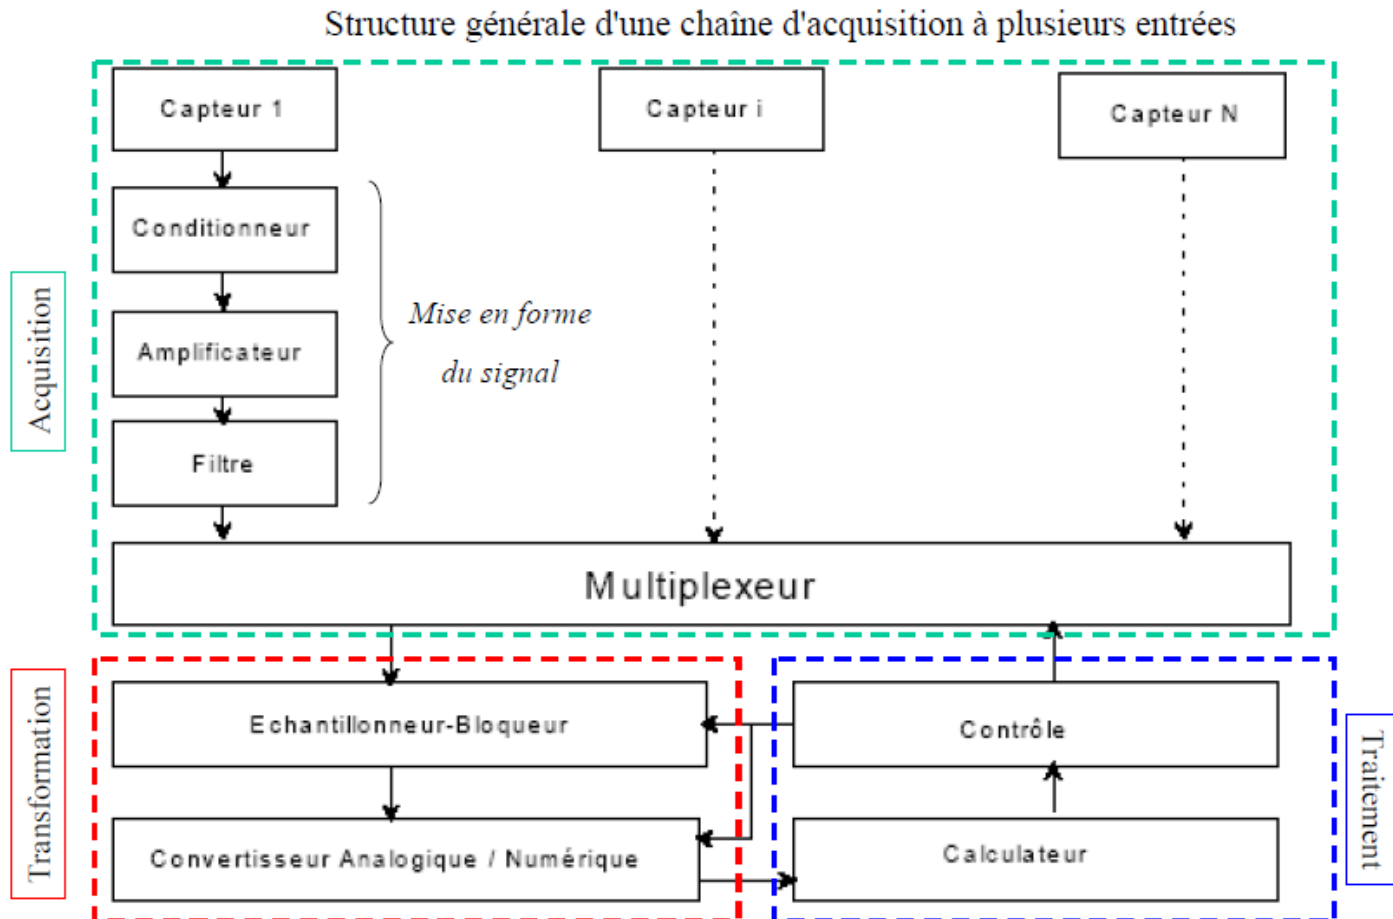 Structure générale d'une chaîne d'acquisition à plusieurs entrées
Capteur 1
Capteur i
Capteur N
Conditionneur
Amplificateur
Filtre
Mise en forme
du signal
Acquisition
Multiplexeur
Echantillonneur-Bloqueur
Convertisseur Analogique / Numérique
Transformation
Contrôle
Calculateur
Traitement